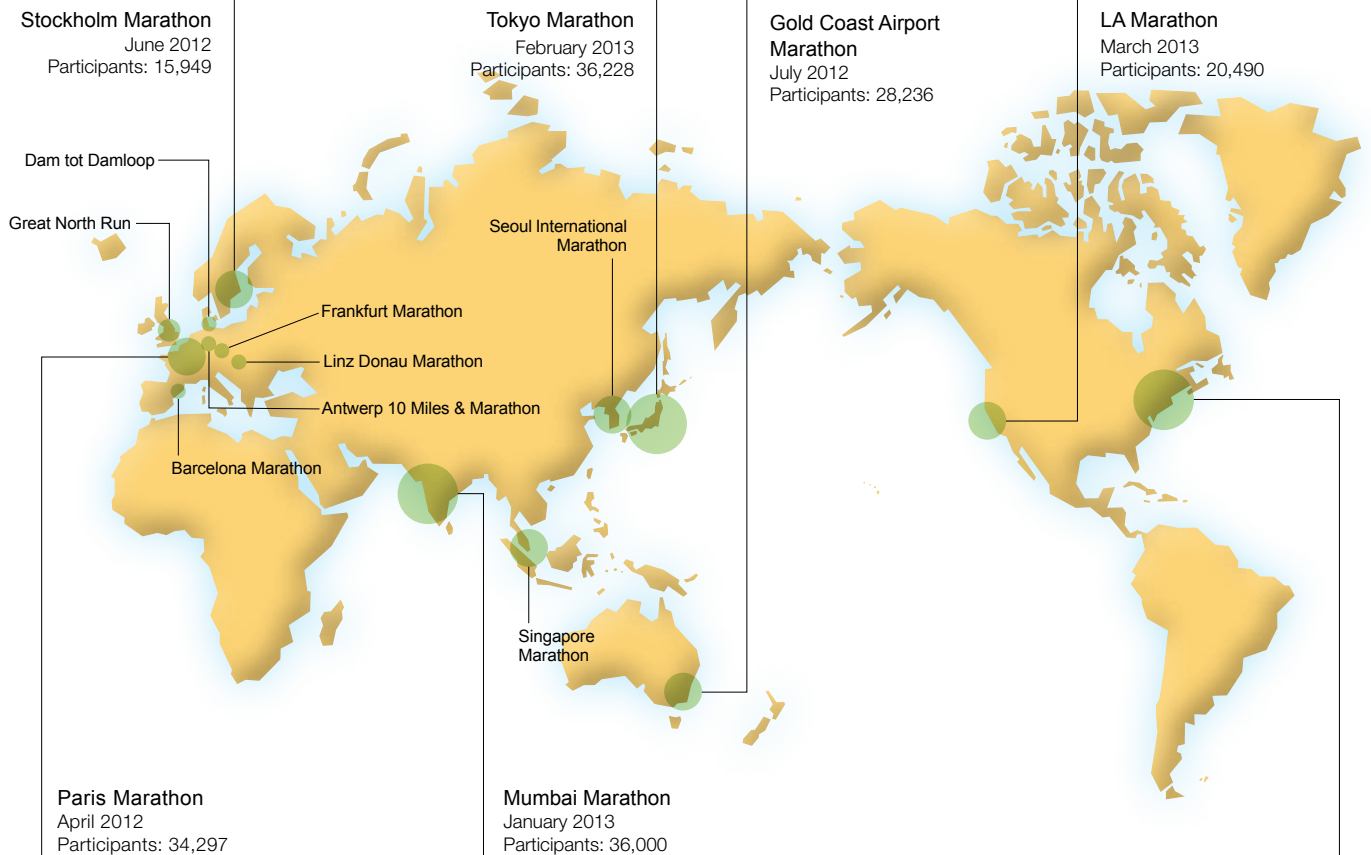 Stockholm Marathon
June 2012
Participants: 15,949
Tokyo Marathon
February 2013
Participants: 36,228
Gold Coast Airport
Marathon
July 2012
Participants: 28,236
LA Marathon
March 2013
Participants: 20,490
Dam tot Damloop
Great North Run
Seoul International
Marathon
Frankfurt Marathon
Linz Donau Marathon
Antwerp 10 Miles & Marathon
Barcelona Marathon
Singapore
Marathon
Paris Marathon
April 2012
Participants: 34,297
Mumbai Marathon
January 2013
Participants: 36,000